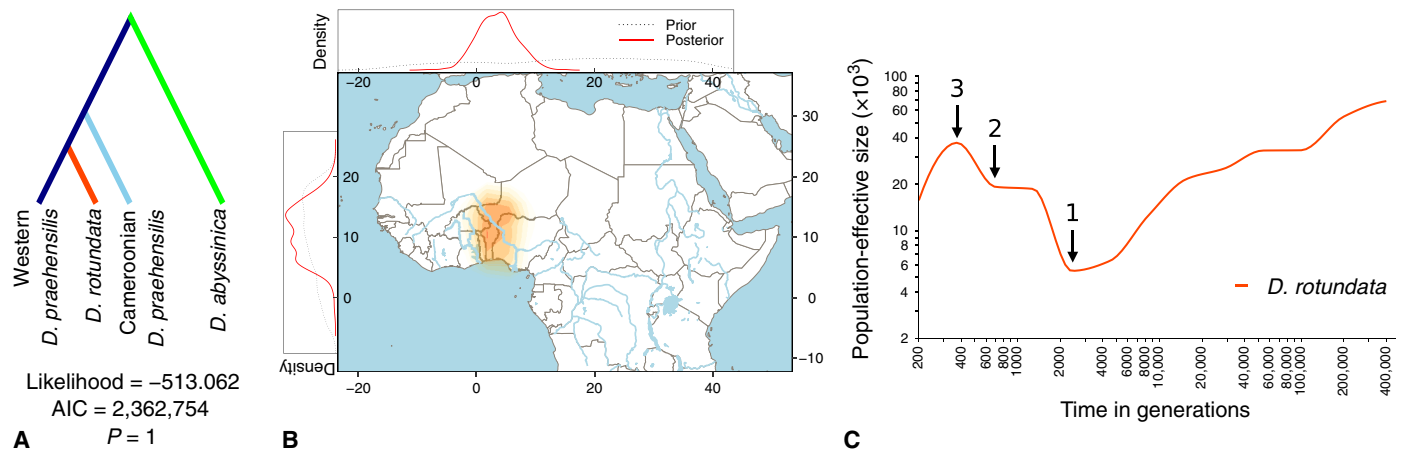 Western
D. praehensilis
D. rotundata
Cameroonian
D. praehensilis
D. abyssinica
Likelihood = −513.062
AIC = 2,362,754
P = 1
A
Density
Prior
Posterior
−20 0 20 40
30
20 20
10 10
0 0
−10
Density
−20 0 20 40
B
Population-effective size (×10³)
100
80
60
40
20
10
8
6
4
2
3
2
1
D. rotundata
200 400 600 800 1000 2000 4000 6000 8000 10,000 20,000 40,000 60,000 80,000 100,000 200,000 400,000
Time in generations
C